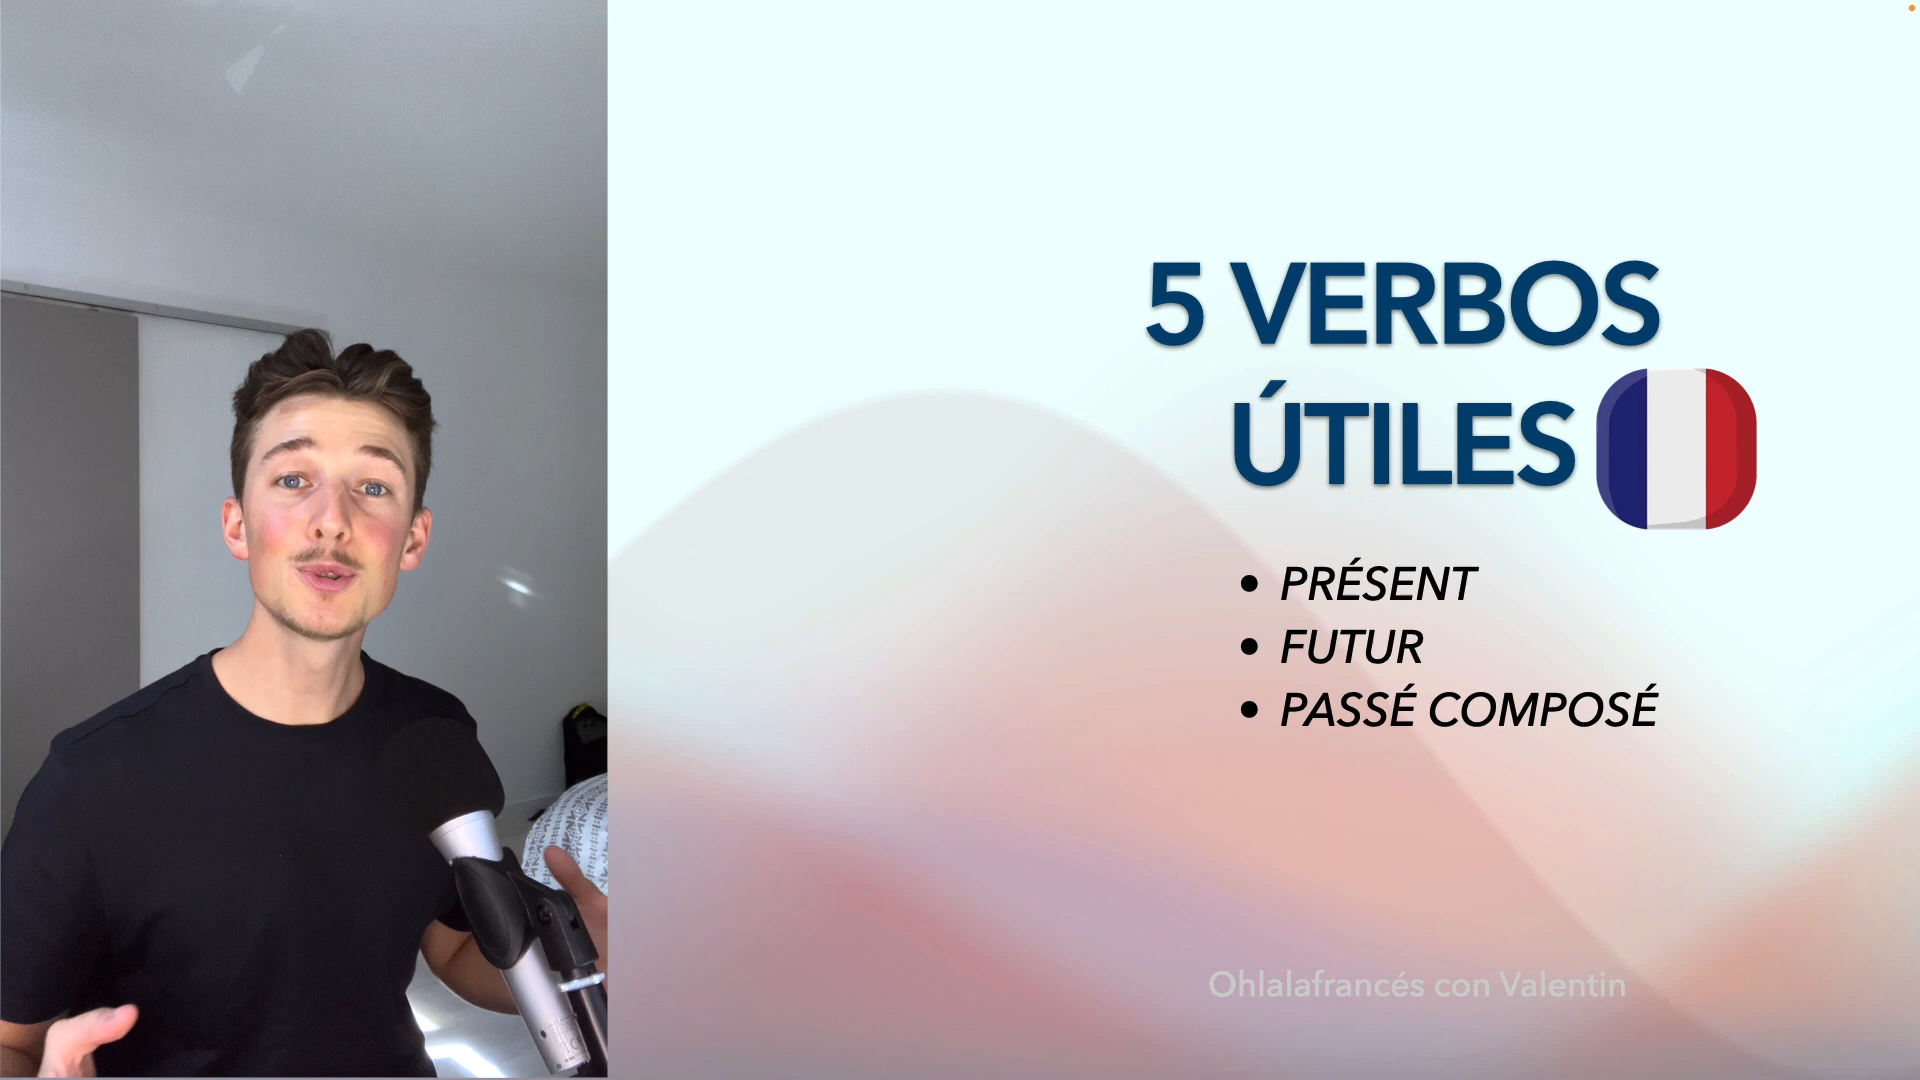 5 VERBOS
ÚTILES
• PRÉSENT
• FUTUR
• PASSÉ COMPOSÉ
Ohlalafrancés con Valentin